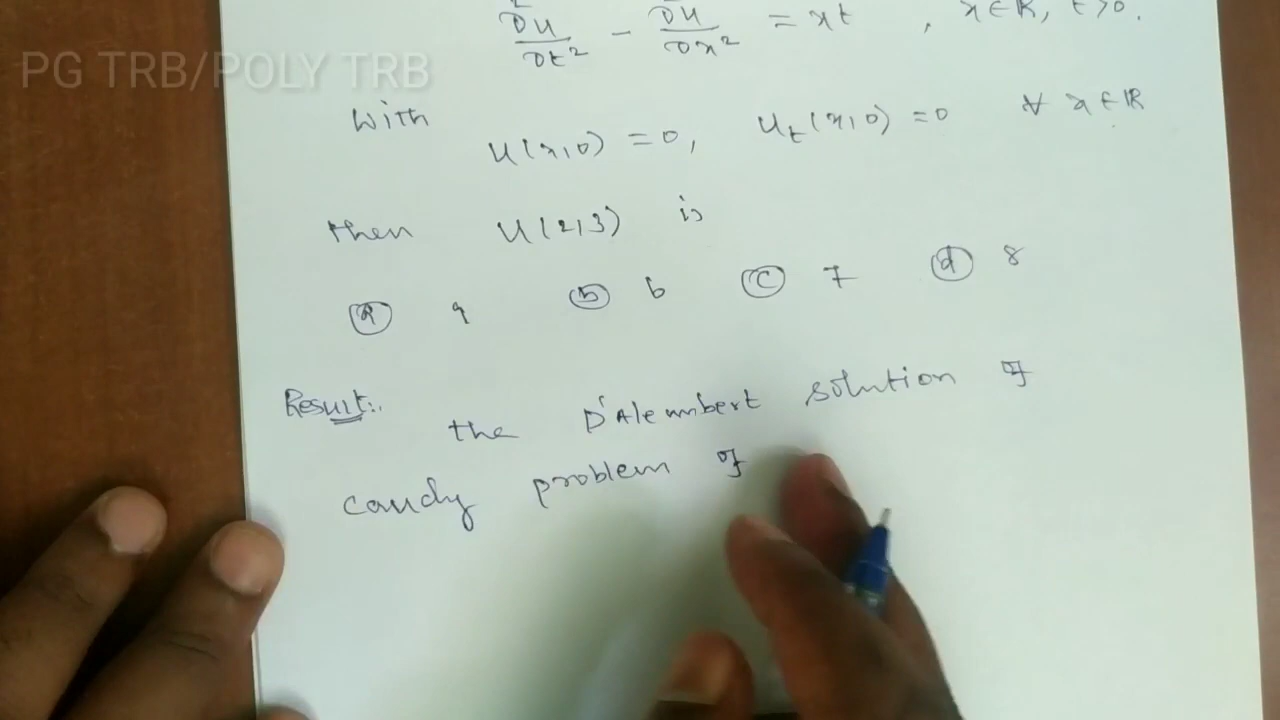 ∂²u/∂t² - ∂²u/∂x² = xt , x∈R, t>0.
PG TRB/POLY TRB
With
u(x,0) = 0, u_t(x,0) = 0 ∀ x∈R
then u(2,3) is
ⓐ 9 ⓑ 6 ⓒ 7 ⓓ 8
Result:.
the D'Alembert solution of
cauchy problem of